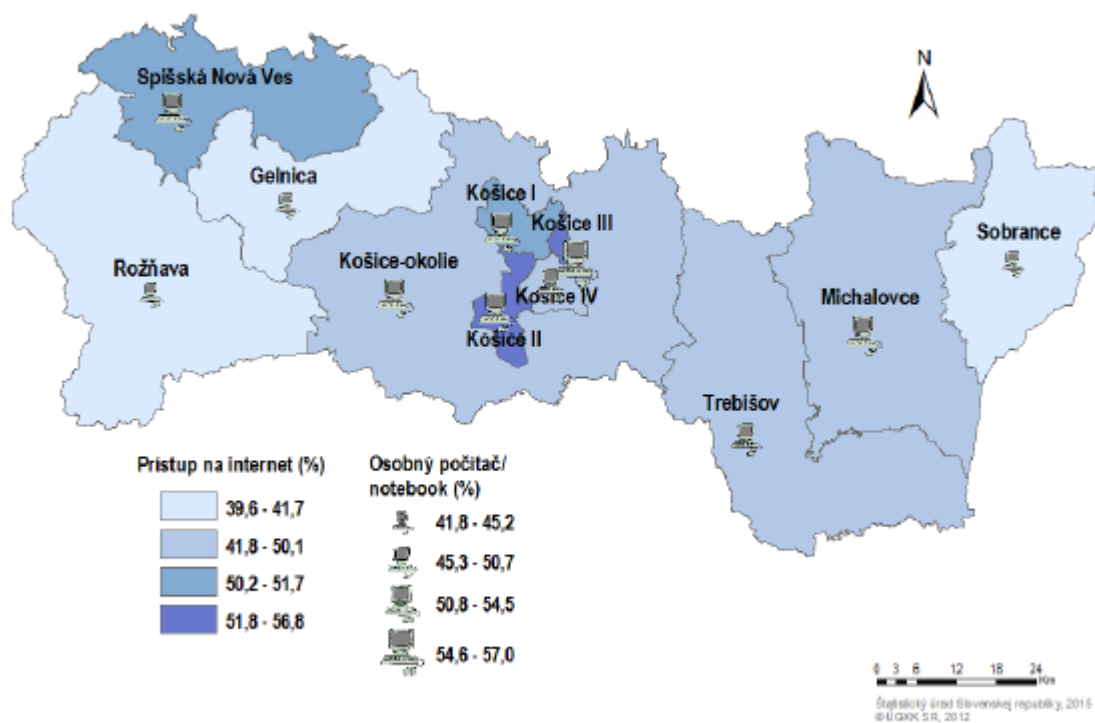 N
Spišská Nová Ves
Gelnica
Košice I
Košice III
Sobrance
Rožňava
Košice-okolie
Košice IV
Michalovce
Košice II
Trebišov
Prístup na internet (%)
39,6 - 41,7
41,8 - 50,1
50,2 - 51,7
51,8 - 56,8
Osobný počítač/
notebook (%)
41,8 - 45,2
45,3 - 50,7
50,8 - 54,5
54,6 - 57,0
0 3 6 12 18 24
Km
Štatistický úrad Slovenskej republiky, 2015
© ÚGKK SR, 2012